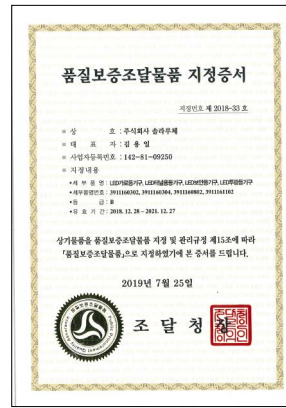 품질보증조달물품 지정증서
지정번호 제 2018-33 호
※ 상 호 : 주식회사 솔라루체
※ 대 표 자 : 김용일
※ 사업자등록번호 : 142-81-09250
※ 지정내용
• 세 부 품 명 : LED가로등기구, LED터널등기구, LED보안등기구, LED투광등기구
• 세부품명번호 : 3911160302, 3911160304, 3911160802, 3911161102
• 등 급 : B
• 유 효 기 간 : 2018. 12. 28 - 2021. 12. 27
상기물품을 품질보증조달물품 지정 및 관리규정 제15조에 따라
「품질보증조달물품」으로 지정하였기에 본 증서를 드립니다.
2019년 7월 25일
조 달 청 장